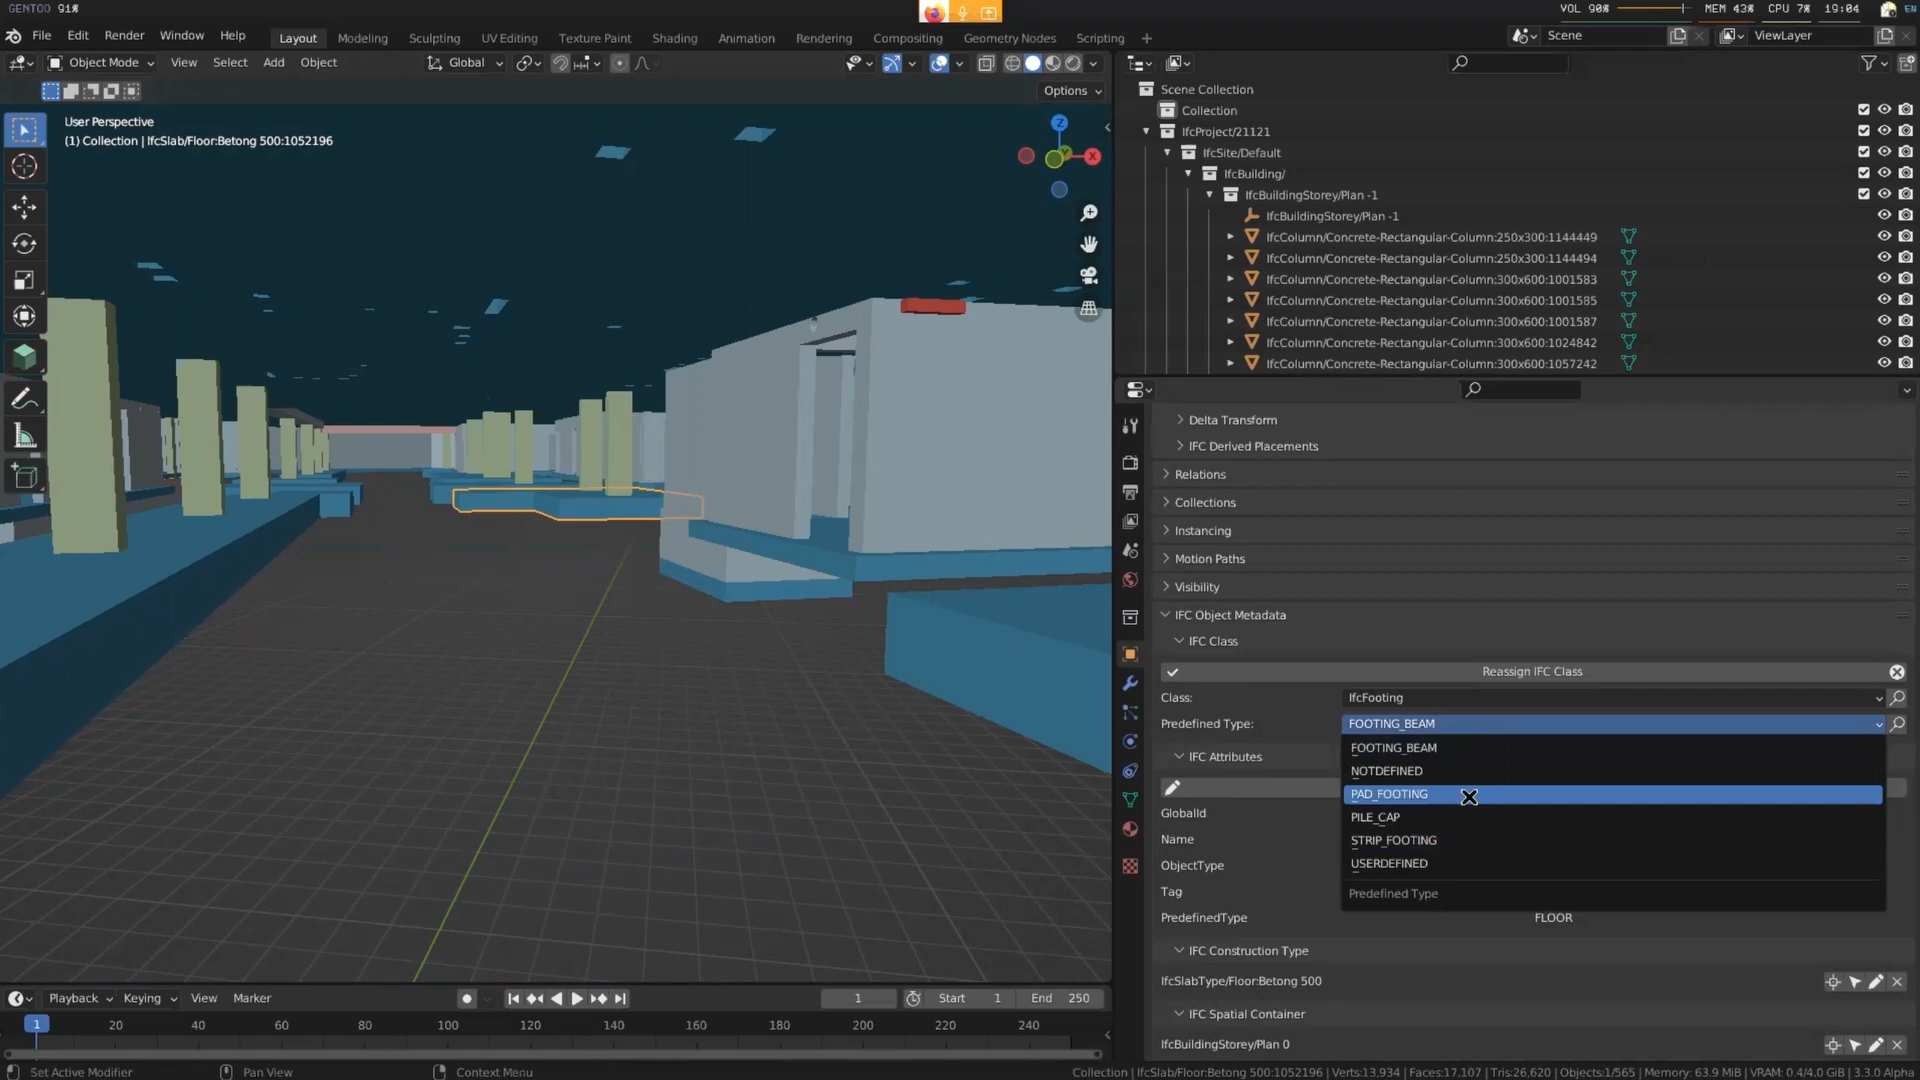 GENTOO 91%
VOL 90%
MEM 43%
CPU 7%
19:04
EN
File Edit Render Window Help
Layout Modeling Sculpting UV Editing Texture Paint Shading Animation Rendering Compositing Geometry Nodes Scripting +
Scene
ViewLayer
Object Mode View Select Add Object
Global
Options
User Perspective
(1) Collection | IfcSlab/Floor:Betong 500:1052196
Z
X
Scene Collection
Collection
IfcProject/21121
IfcSite/Default
IfcBuilding/
IfcBuildingStorey/Plan -1
IfcBuildingStorey/Plan -1
IfcColumn/Concrete-Rectangular-Column:250x300:1144449
IfcColumn/Concrete-Rectangular-Column:250x300:1144494
IfcColumn/Concrete-Rectangular-Column:300x600:1001583
IfcColumn/Concrete-Rectangular-Column:300x600:1001585
IfcColumn/Concrete-Rectangular-Column:300x600:1001587
IfcColumn/Concrete-Rectangular-Column:300x600:1024842
IfcColumn/Concrete-Rectangular-Column:300x600:1057242
Delta Transform
IFC Derived Placements
Relations
Collections
Instancing
Motion Paths
Visibility
IFC Object Metadata
IFC Class
Reassign IFC Class
Class: IfcFooting
Predefined Type: FOOTING_BEAM
FOOTING_BEAM
NOTDEFINED
PAD_FOOTING
PILE_CAP
STRIP_FOOTING
USERDEFINED
Predefined Type
IFC Attributes
GlobalId
Name
ObjectType
Tag
PredefinedType FLOOR
IFC Construction Type
IfcSlabType/Floor:Betong 500
IFC Spatial Container
IfcBuildingStorey/Plan 0
Playback Keying View Marker
1
Start 1
End 250
1 20 40 60 80 100 120 140 160 180 200 220 240
Set Active Modifier
Pan View
Context Menu
Collection | IfcSlab/Floor:Betong 500:1052196 | Verts:13,934 | Faces:17,107 | Tris:26,620 | Objects:1/565 | Memory: 63.9 MiB | VRAM: 0.4/4.0 GiB | 3.3.0 Alpha